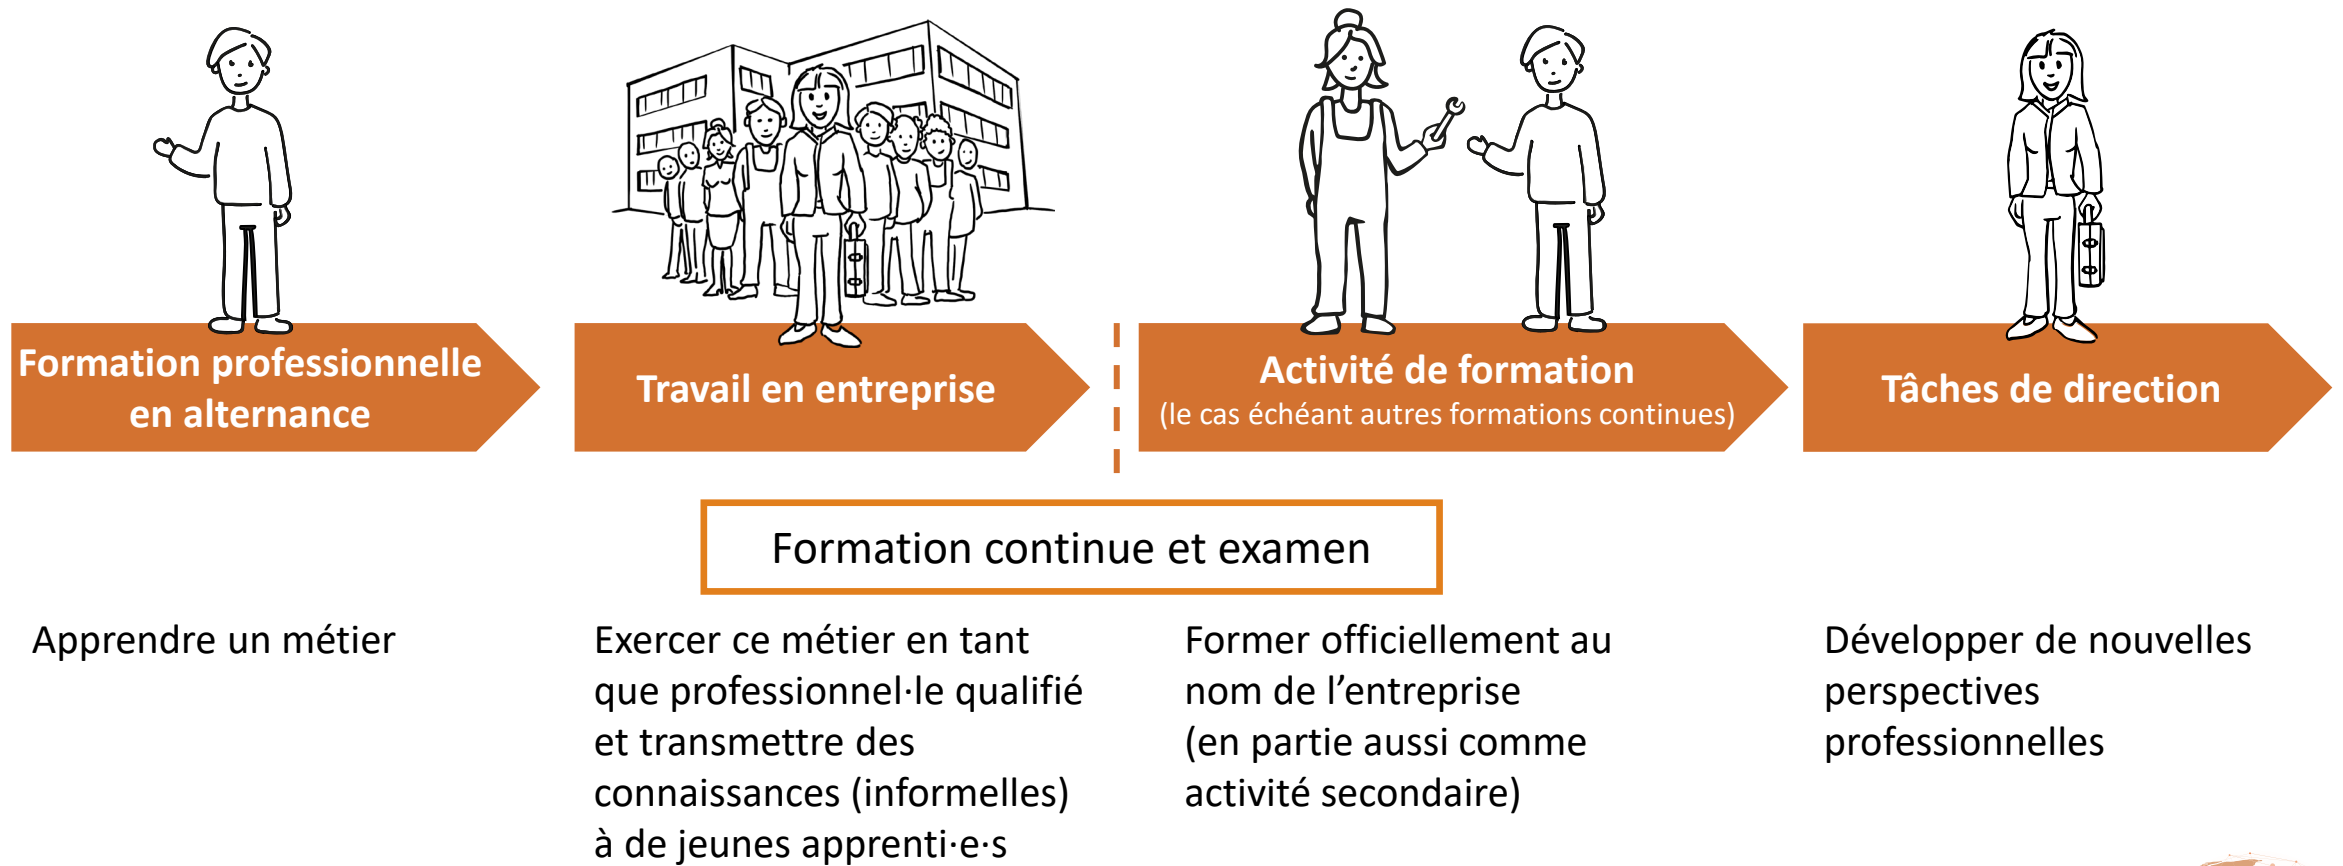 Formation professionnelle
en alternance
Travail en entreprise
Activité de formation
(le cas échéant autres formations continues)
Tâches de direction
Formation continue et examen
Apprendre un métier
Exercer ce métier en tant
que professionnel·le qualifié
et transmettre des
connaissances (informelles)
à de jeunes apprenti·e·s
Former officiellement au
nom de l’entreprise
(en partie aussi comme
activité secondaire)
Développer de nouvelles
perspectives
professionnelles